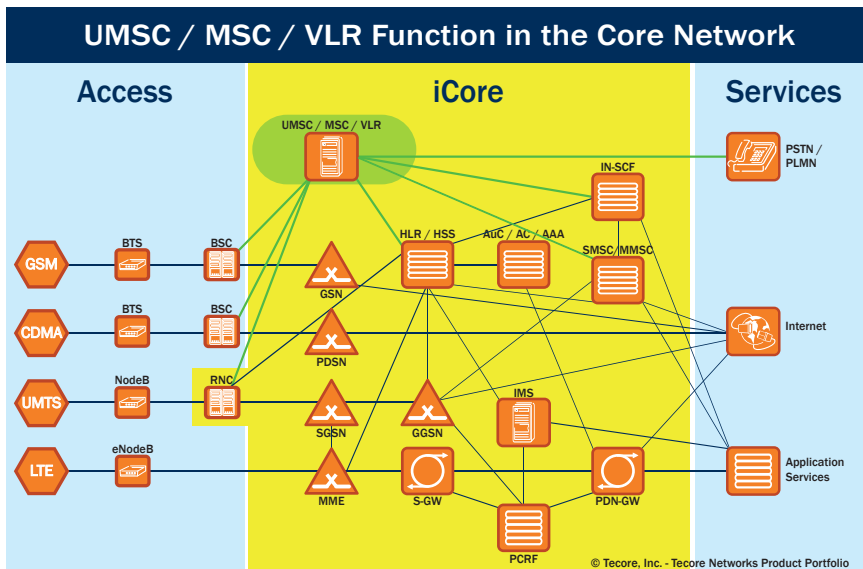 UMSC / MSC / VLR Function in the Core Network
Access
iCore
Services
UMSC / MSC / VLR
PSTN /
PLMN
IN-SCF
HLR / HSS
AuC / AC / AAA
SMSC/MMSC
GSM
BTS
BSC
GSN
CDMA
BTS
BSC
PDSN
Internet
UMTS
NodeB
RNC
SGSN
GGSN
IMS
LTE
eNodeB
MME
S-GW
PCRF
PDN-GW
Application
Services
© Tecore, Inc. - Tecore Networks Product Portfolio